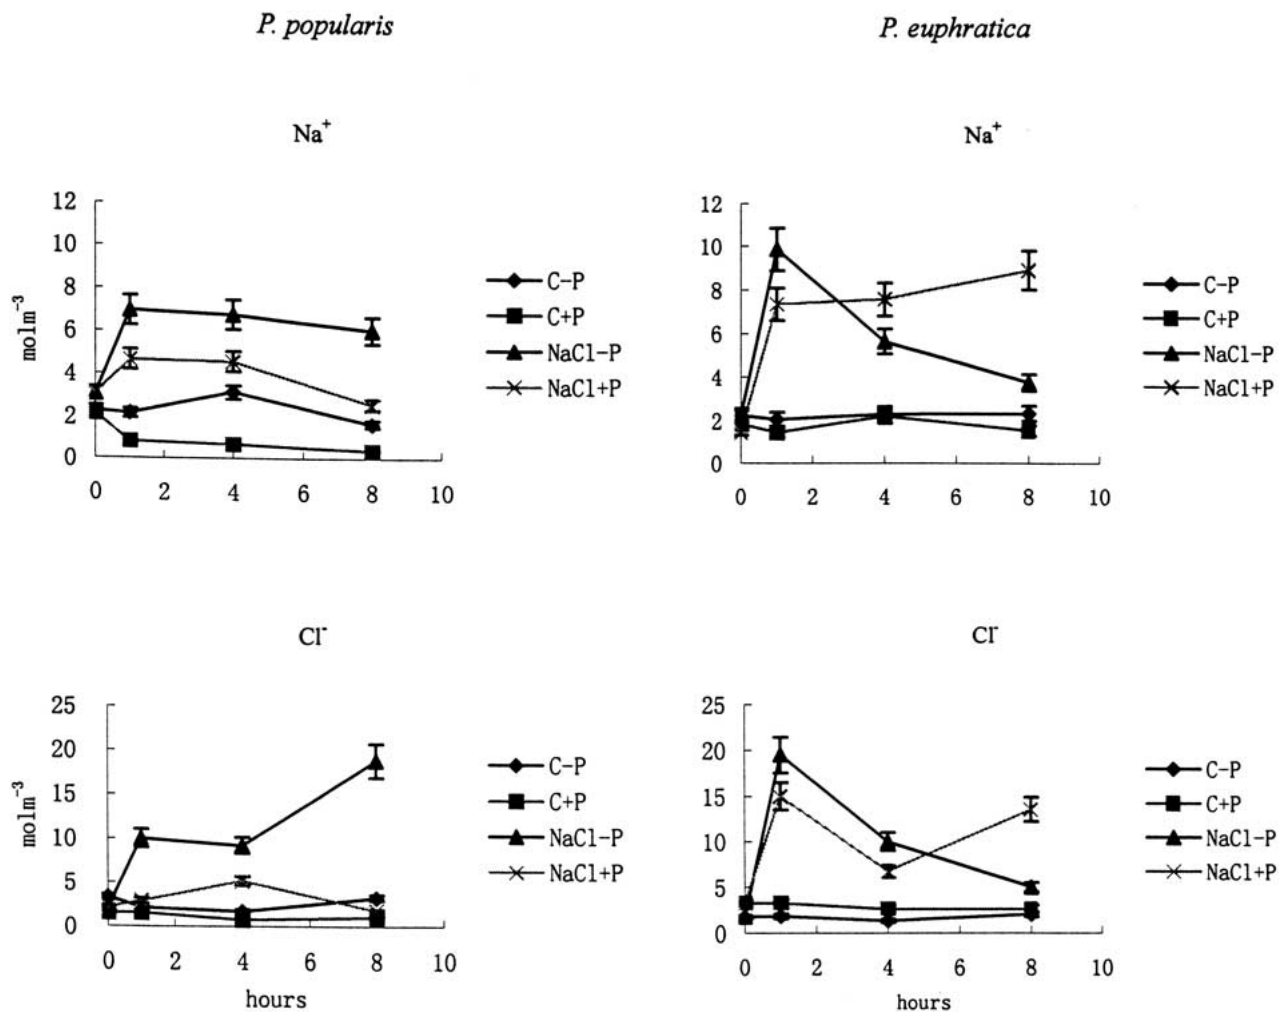 P. popularis
P. euphratica
Na⁺
12
10
8
6
4
2
0
molm⁻³
0 2 4 6 8 10
C-P
C+P
NaCl-P
NaCl+P
Na⁺
12
10
8
6
4
2
0
0 2 4 6 8 10
C-P
C+P
NaCl-P
NaCl+P
Cl⁻
25
20
15
10
5
0
molm⁻³
0 2 4 6 8 10
hours
C-P
C+P
NaCl-P
NaCl+P
Cl⁻
25
20
15
10
5
0
0 2 4 6 8 10
hours
C-P
C+P
NaCl-P
NaCl+P